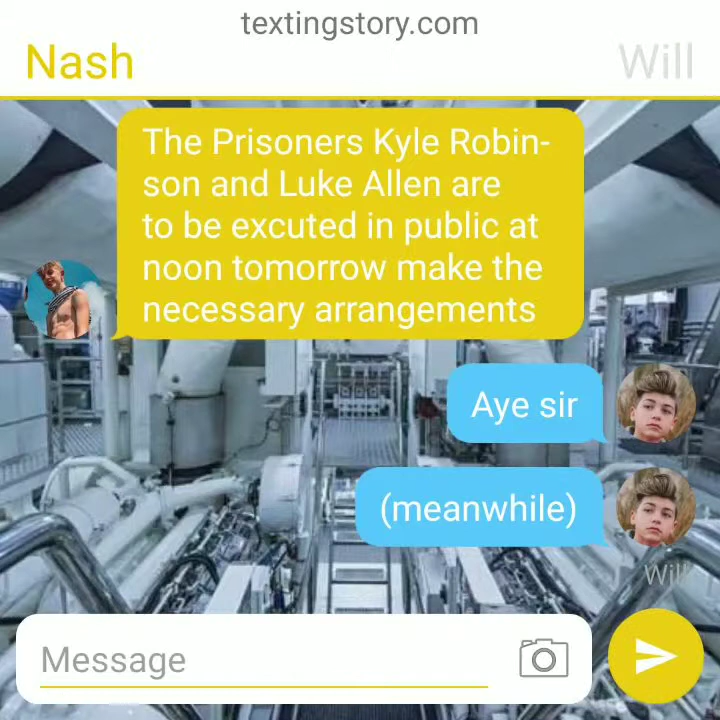 textingstory.com
Nash
Will
The Prisoners Kyle Robin-
son and Luke Allen are
to be excuted in public at
noon tomorrow make the
necessary arrangements
Aye sir
(meanwhile)
Will
Message